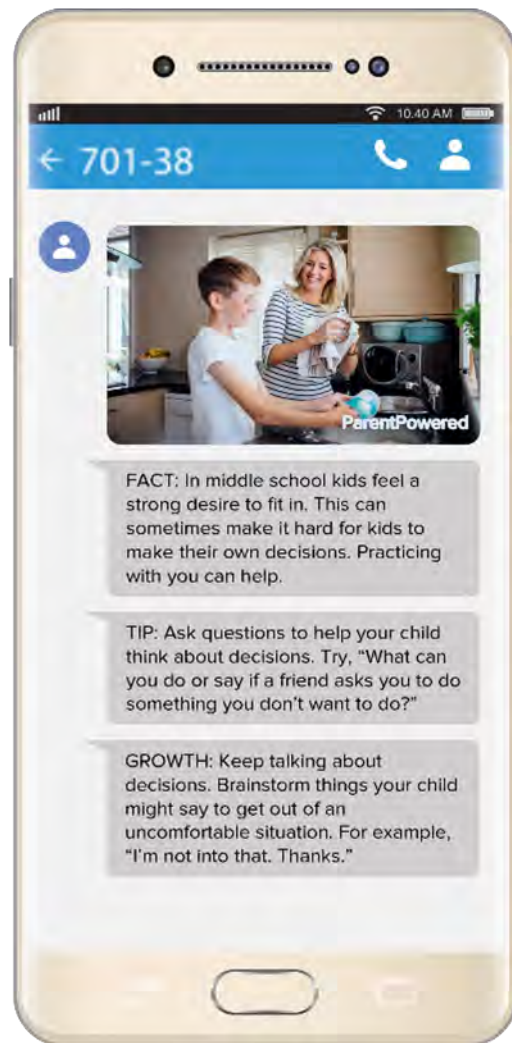 10.40 AM
701-38
ParentPowered
FACT: In middle school kids feel a
strong desire to fit in. This can
sometimes make it hard for kids to
make their own decisions. Practicing
with you can help.
TIP: Ask questions to help your child
think about decisions. Try, “What can
you do or say if a friend asks you to do
something you don’t want to do?”
GROWTH: Keep talking about
decisions. Brainstorm things your child
might say to get out of an
uncomfortable situation. For example,
“I’m not into that. Thanks.”